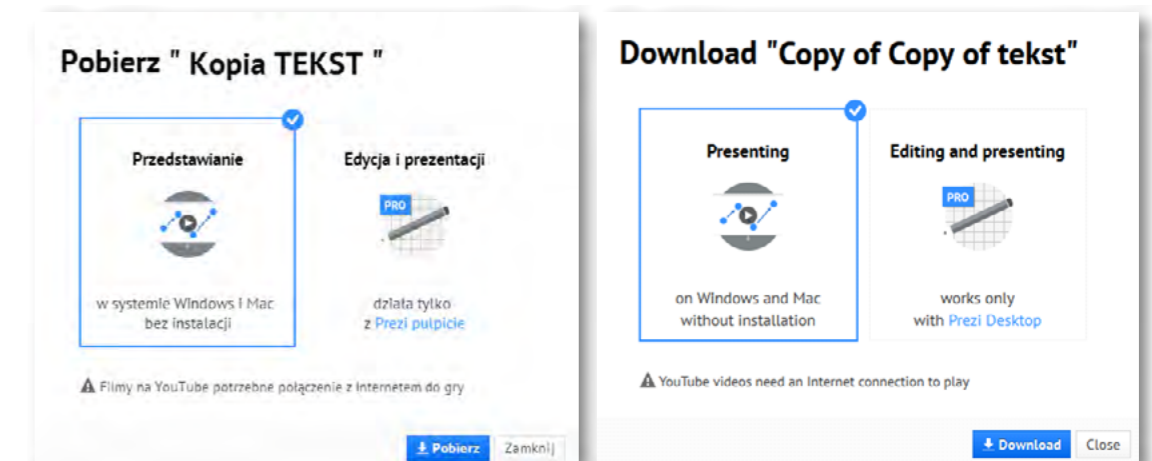 Pobierz " Kopia TEKST "
Przedstawianie
Edycja i prezentacji
PRO
w systemie Windows i Mac
bez instalacji
działa tylko
z Prezi pulpicie
Filmy na YouTube potrzebne połączenie z Internetem do gry
Pobierz
Zamknij
Download "Copy of Copy of tekst"
Presenting
Editing and presenting
PRO
on Windows and Mac
without installation
works only
with Prezi Desktop
YouTube videos need an Internet connection to play
Download
Close